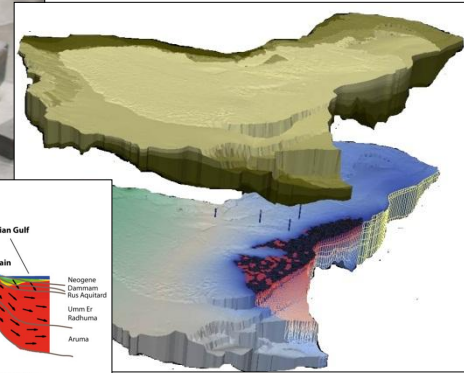 ian Gulf
ain
Neogene
Dammam
Rus Aquitard
Umm Er
Radhuma
Aruma